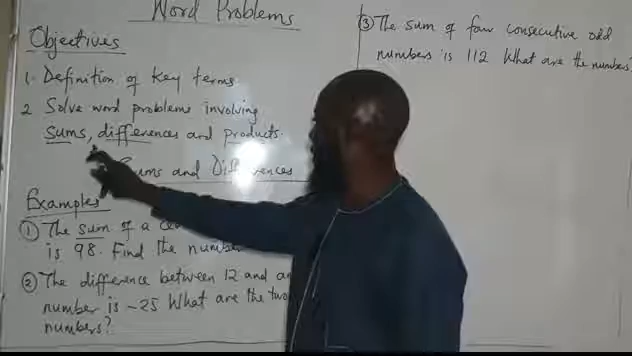 Word Problems
Objectives
1. Definition of key terms
2. Solve word problems involving
Sums, differences and products.
Sums and Differences
Examples
① The sum of a
is 98. Find the number
② The difference between 12 and
number is -25 What are the two
numbers?
③ The sum of four consecutive odd
numbers is 112 What are the numbers?